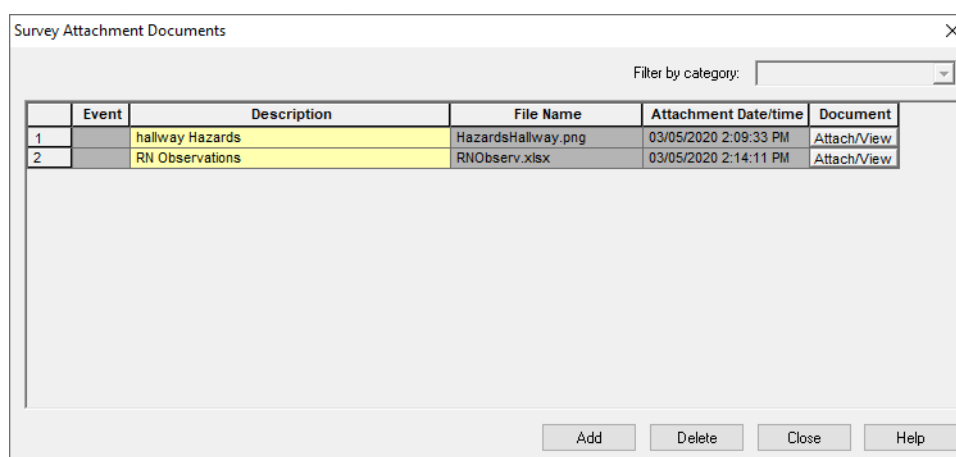 Survey Attachment Documents
Filter by category:
Event Description File Name Attachment Date/time Document
1 hallway Hazards HazardsHallway.png 03/05/2020 2:09:33 PM Attach/View
2 RN Observations RNObserv.xlsx 03/05/2020 2:14:11 PM Attach/View
Add Delete Close Help